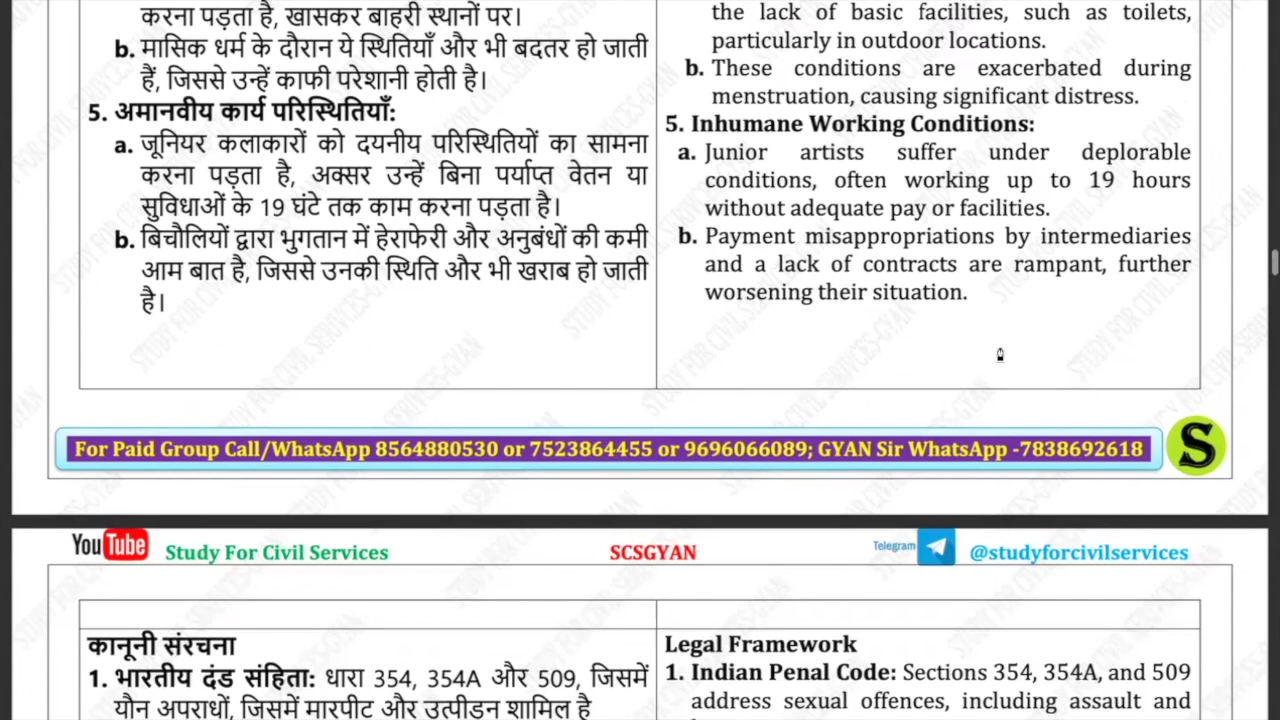 करना पड़ता है, खासकर बाहरी स्थानों पर।
b. मासिक धर्म के दौरान ये स्थितियाँ और भी बदतर हो जाती
हैं, जिससे उन्हें काफी परेशानी होती है।
5. अमानवीय कार्य परिस्थितियाँ:
a. जूनियर कलाकारों को दयनीय परिस्थितियों का सामना
करना पड़ता है, अक्सर उन्हें बिना पर्याप्त वेतन या
सुविधाओं के 19 घंटे तक काम करना पड़ता है।
b. बिचौलियों द्वारा भुगतान में हेराफेरी और अनुबंधों की कमी
आम बात है, जिससे उनकी स्थिति और भी खराब हो जाती
है।
the lack of basic facilities, such as toilets,
particularly in outdoor locations.
b. These conditions are exacerbated during
menstruation, causing significant distress.
5. Inhumane Working Conditions:
a. Junior artists suffer under deplorable
conditions, often working up to 19 hours
without adequate pay or facilities.
b. Payment misappropriations by intermediaries
and a lack of contracts are rampant, further
worsening their situation.
For Paid Group Call/WhatsApp 8564880530 or 7523864455 or 9696066089; GYAN Sir WhatsApp -7838692618
S
YouTube Study For Civil Services SCSGYAN Telegram @studyforcivilservices
कानूनी संरचना
1. भारतीय दंड संहिता: धारा 354, 354A और 509, जिसमें
यौन अपराधों, जिसमें मारपीट और उत्पीड़न शामिल है
Legal Framework
1. Indian Penal Code: Sections 354, 354A, and 509
address sexual offences, including assault and